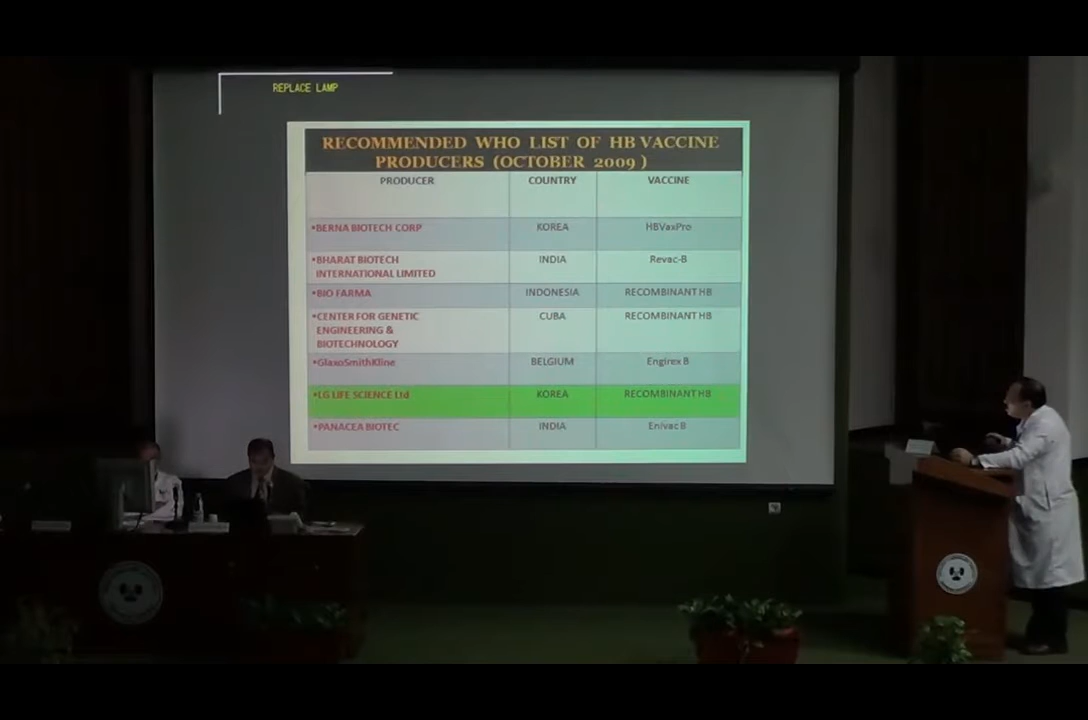 REPLACE LAMP
RECOMMENDED WHO LIST OF HB VACCINE
PRODUCERS (OCTOBER 2009 )
PRODUCER COUNTRY VACCINE
•BERNA BIOTECH CORP KOREA HBVaxPro
•BHARAT BIOTECH INDIA Revac-B
INTERNATIONAL LIMITED
•BIO FARMA INDONESIA RECOMBINANT HB
•CENTER FOR GENETIC CUBA RECOMBINANT HB
ENGINEERING &
BIOTECHNOLOGY
•GlaxoSmithKline BELGIUM Engirex B
•LG LIFE SCIENCE Ltd KOREA RECOMBINANT HB
•PANACEA BIOTEC INDIA Enivac B